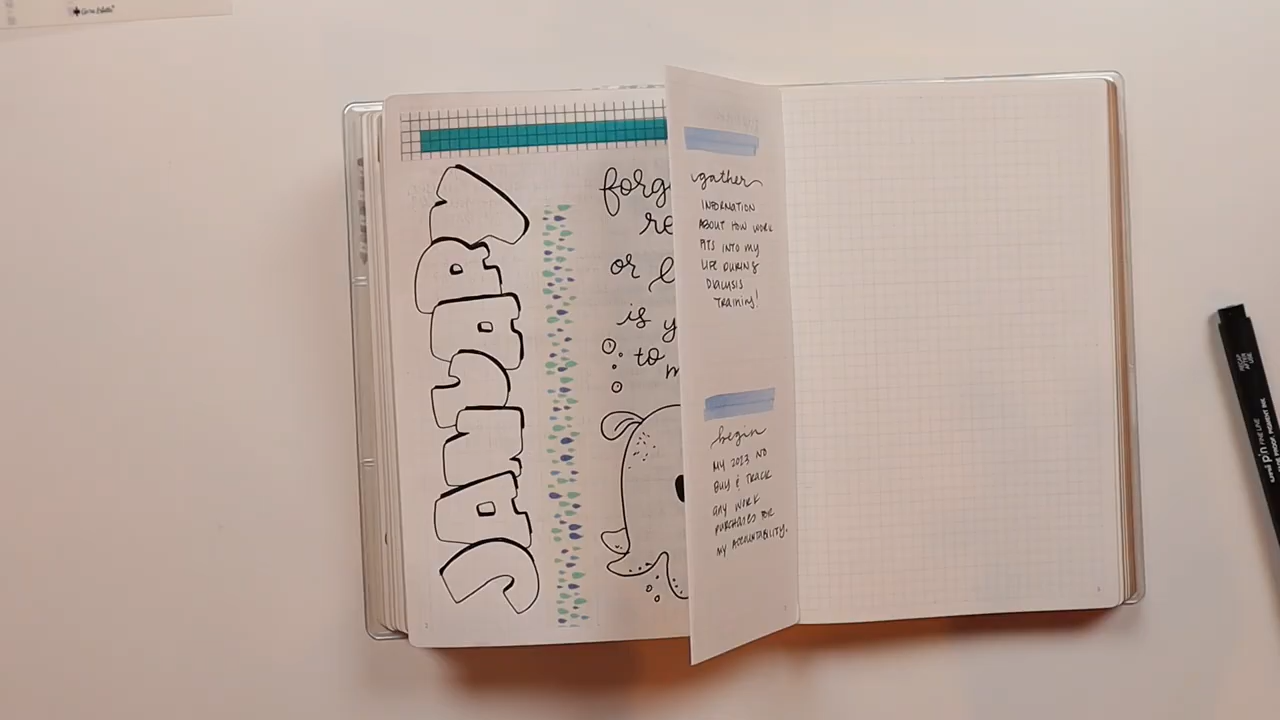 JANUARY
forg
re
or l
is y
to
m
gather
INFORMATION
ABOUT HOW WORK
FITS INTO MY
LIFE DURING
DIALYSIS
TRAINING!
begin
MY 2023 NO
BUY & TRACK
ANY WORK
PURCHASES FOR
MY ACCOUNTABILITY.
uni pin FINE LINE